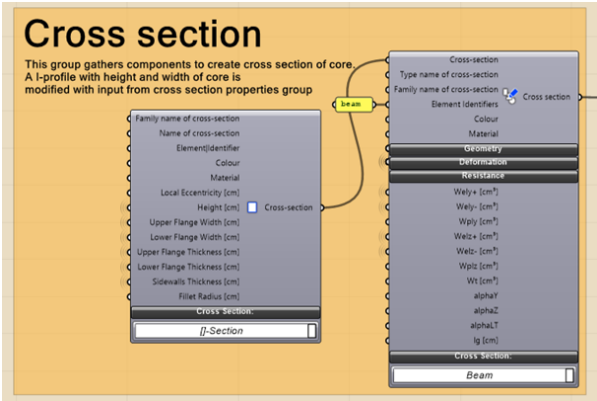 Cross section
This group gathers components to create cross section of core.
A I-profile with height and width of core is
modified with input from cross section properties group
Family name of cross-section
Name of cross-section
Element|Identifier
Colour
Material
Local Eccentricity [cm]
Height [cm]
Upper Flange Width [cm]
Lower Flange Width [cm]
Upper Flange Thickness [cm]
Lower Flange Thickness [cm]
Sidewalls Thickness [cm]
Fillet Radius [cm]
Cross-section
Cross Section:
[]-Section
beam
Cross-section
Type name of cross-section
Family name of cross-section
Element Identifiers
Colour
Material
Cross section
Geometry
Deformation
Resistance
Wely+ [cm³]
Wely- [cm³]
Wply [cm³]
Welz+ [cm³]
Welz- [cm³]
Wplz [cm³]
Wt [cm³]
alphaY
alphaZ
alphaLT
lg [cm]
Cross Section:
Beam